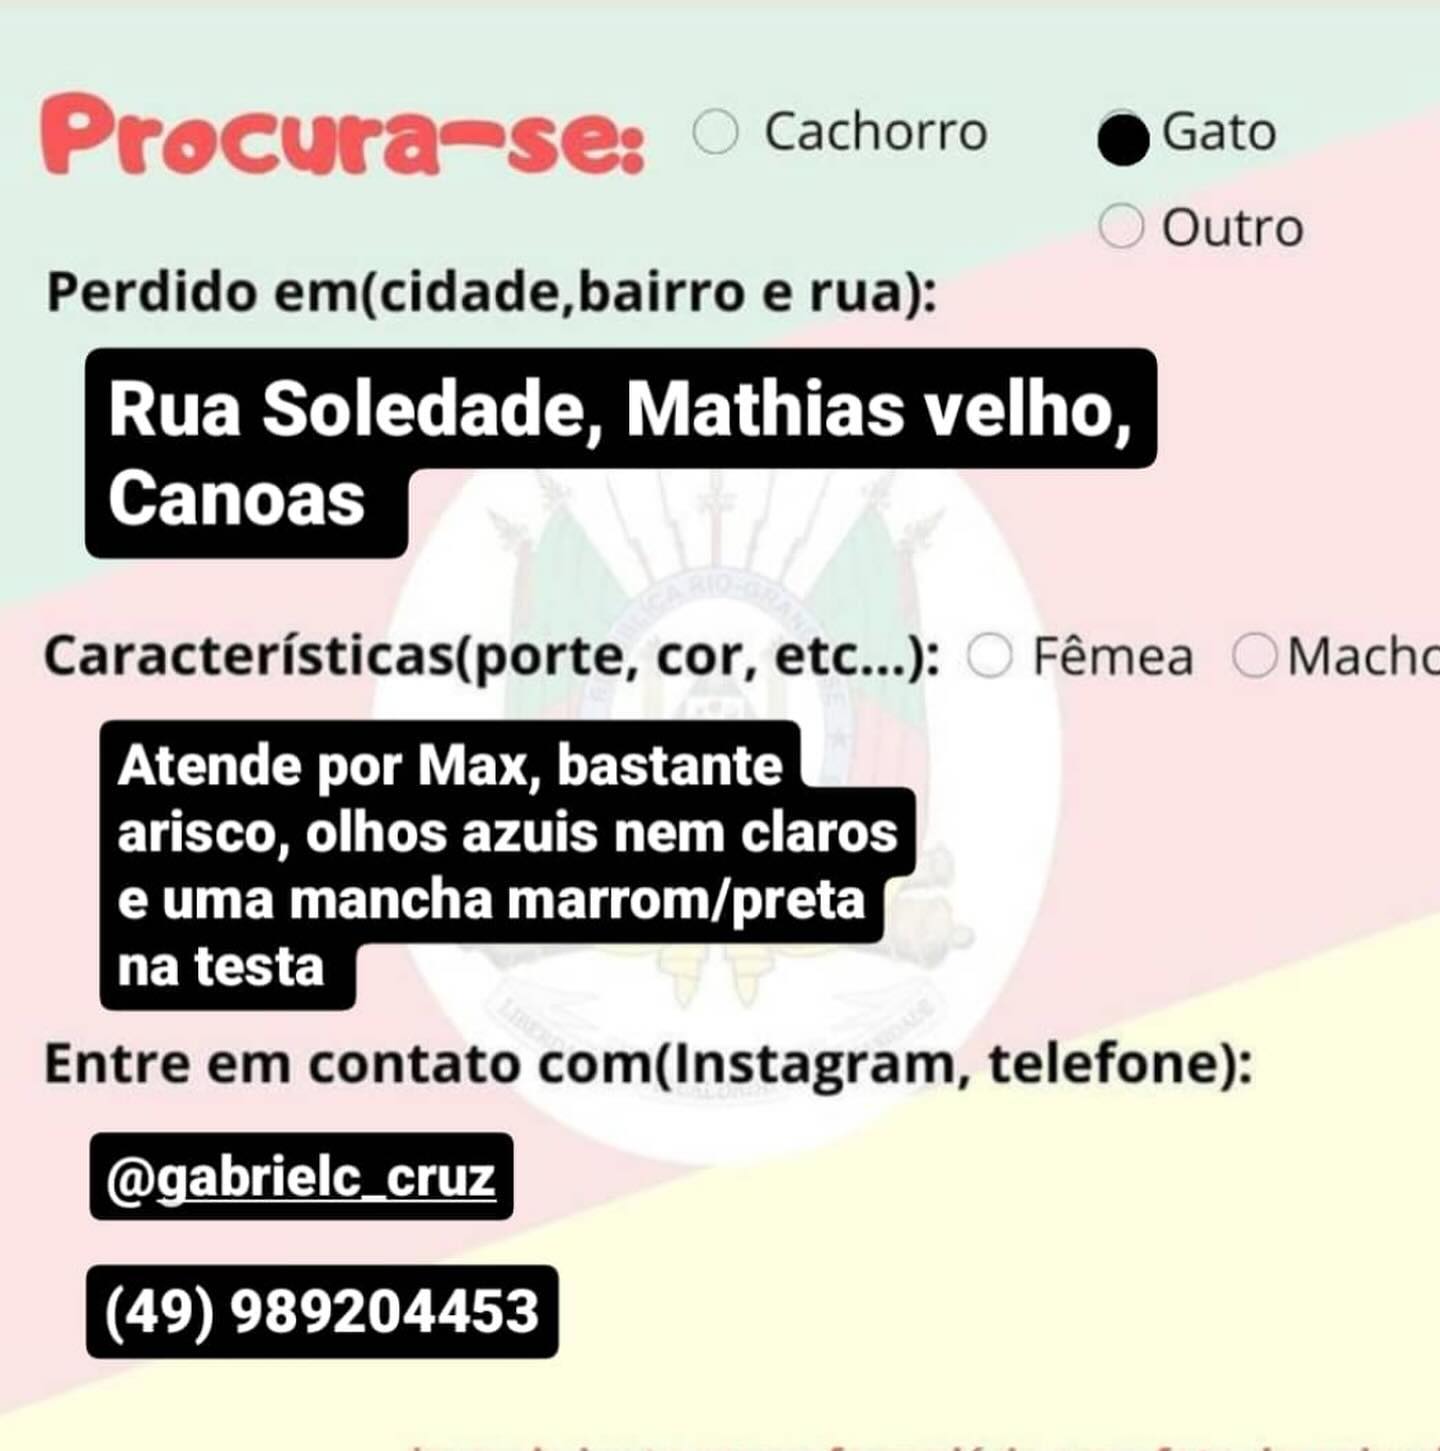 Procura-se: Cachorro Gato
Outro
Perdido em(cidade,bairro e rua):
Rua Soledade, Mathias velho,
Canoas
Características(porte, cor, etc...): Fêmea Macho
Atende por Max, bastante
arisco, olhos azuis nem claros
e uma mancha marrom/preta
na testa
Entre em contato com(Instagram, telefone):
@gabrielc_cruz
(49) 989204453